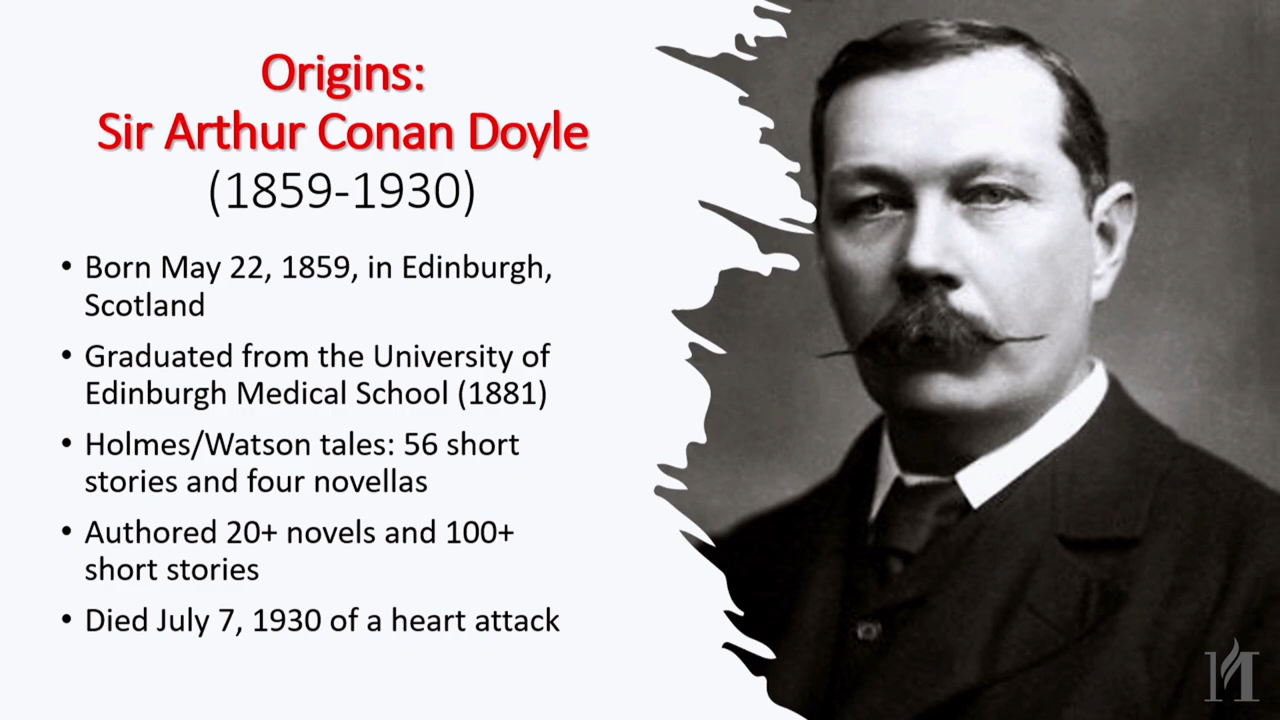 Origins:
Sir Arthur Conan Doyle
(1859-1930)
• Born May 22, 1859, in Edinburgh,
Scotland
• Graduated from the University of
Edinburgh Medical School (1881)
• Holmes/Watson tales: 56 short
stories and four novellas
• Authored 20+ novels and 100+
short stories
• Died July 7, 1930 of a heart attack